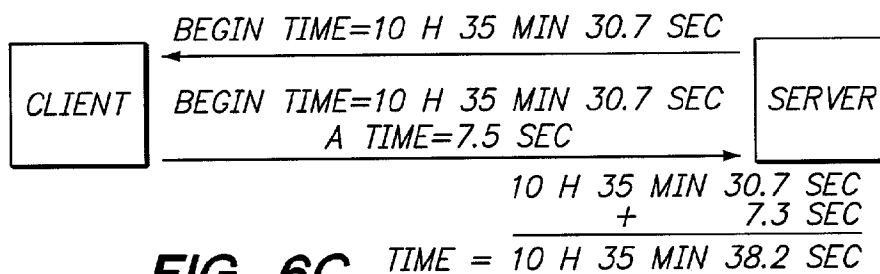 BEGIN TIME=10 H 35 MIN 30.7 SEC
CLIENT
BEGIN TIME=10 H 35 MIN 30.7 SEC
A TIME=7.5 SEC
SERVER
10 H 35 MIN 30.7 SEC
+ 7.3 SEC
FIG. 6C TIME = 10 H 35 MIN 38.2 SEC